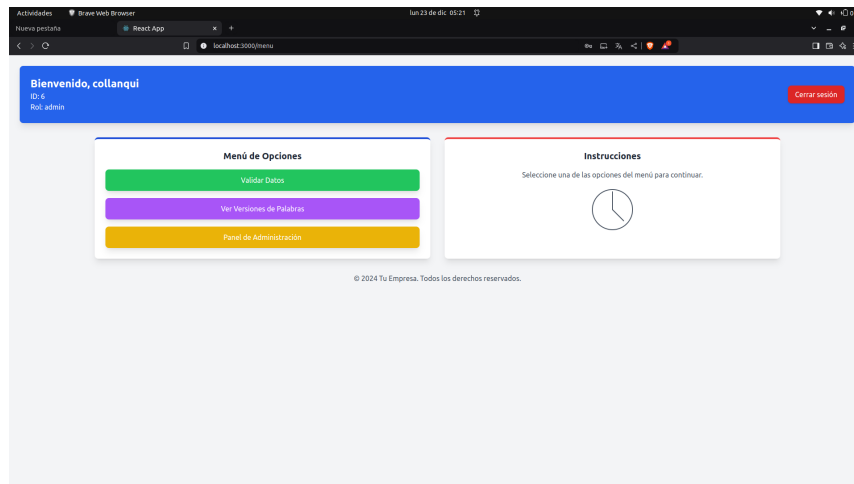 Actividades Brave Web Browser lun 23 de dic 05:21
Nueva pestaña React App
localhost:3000/menu
Bienvenido, collanqui
ID: 6
Rol: admin
Cerrar sesión
Menú de Opciones
Validar Datos
Ver Versiones de Palabras
Panel de Administración
Instrucciones
Seleccione una de las opciones del menú para continuar.
© 2024 Tu Empresa. Todos los derechos reservados.